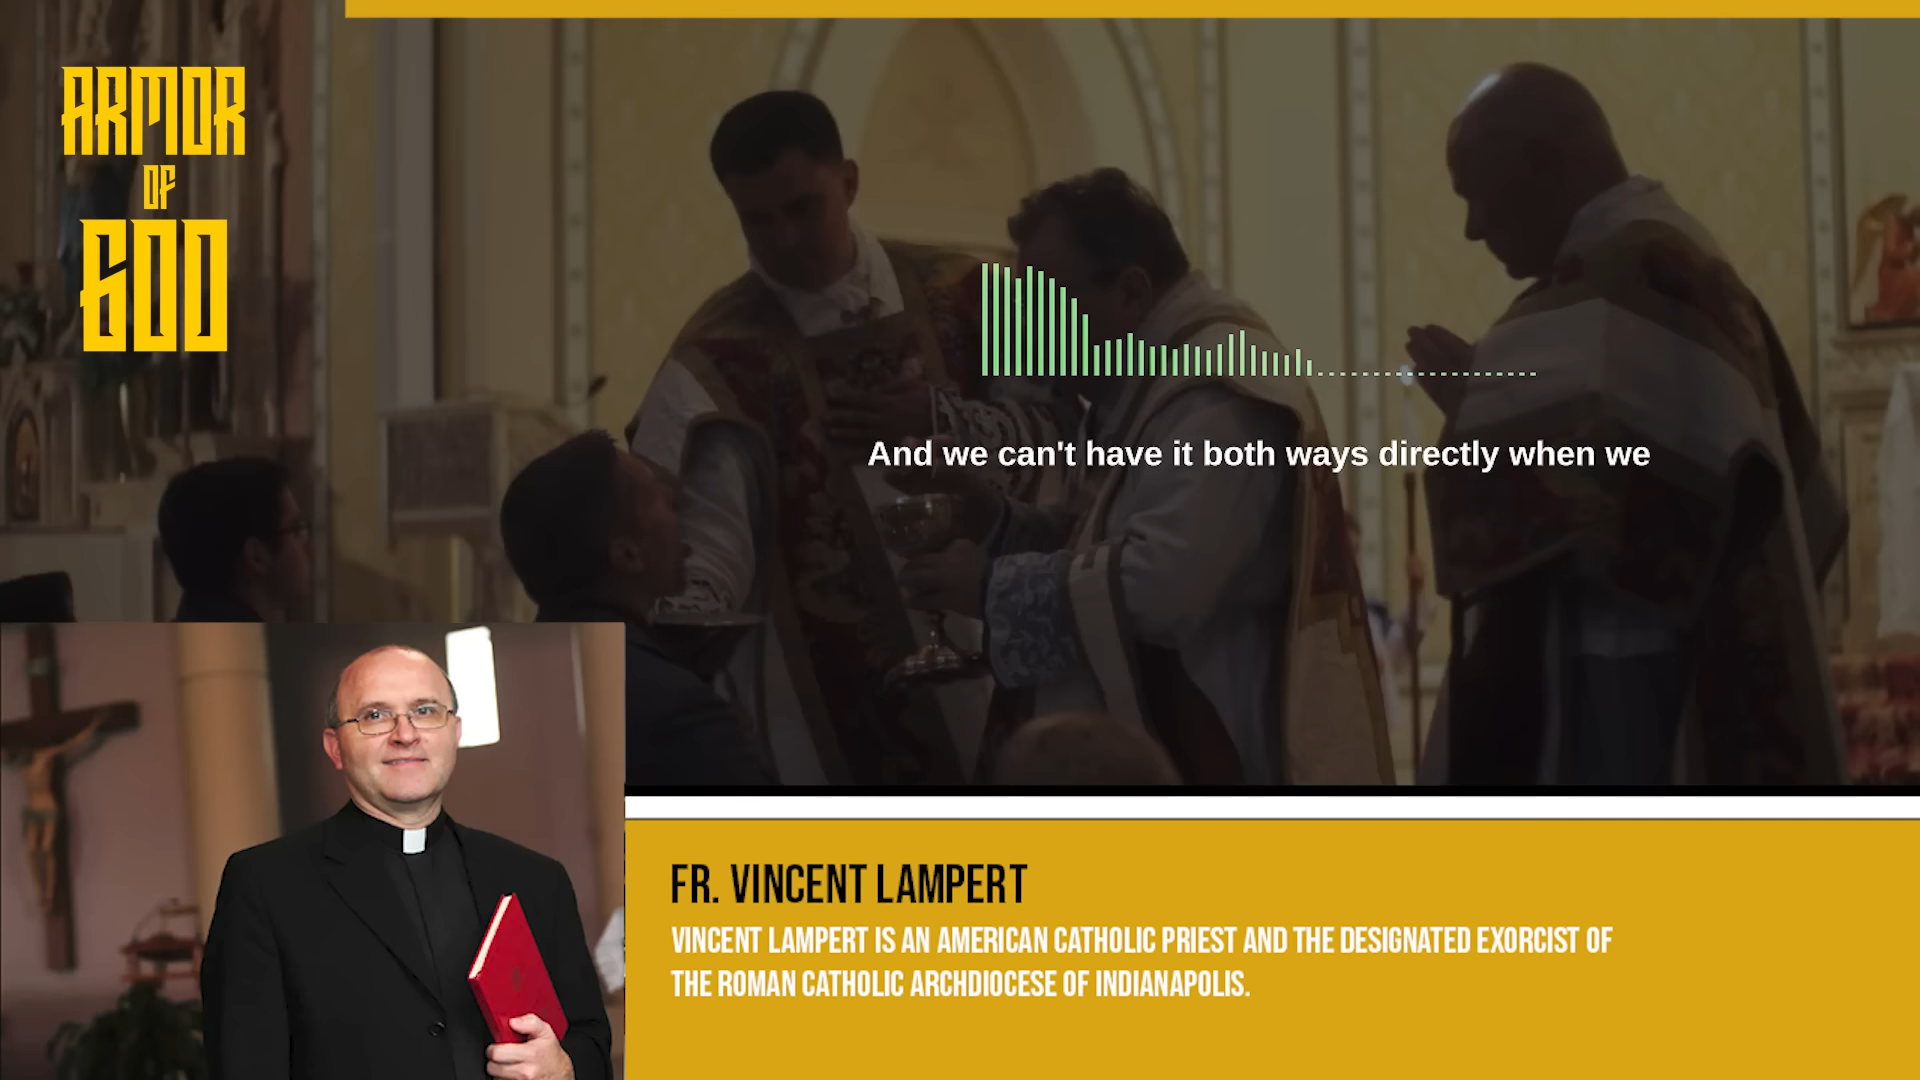 ARMOR
OF
GOD
And we can't have it both ways directly when we
FR. VINCENT LAMPERT
VINCENT LAMPERT IS AN AMERICAN CATHOLIC PRIEST AND THE DESIGNATED EXORCIST OF
THE ROMAN CATHOLIC ARCHDIOCESE OF INDIANAPOLIS.